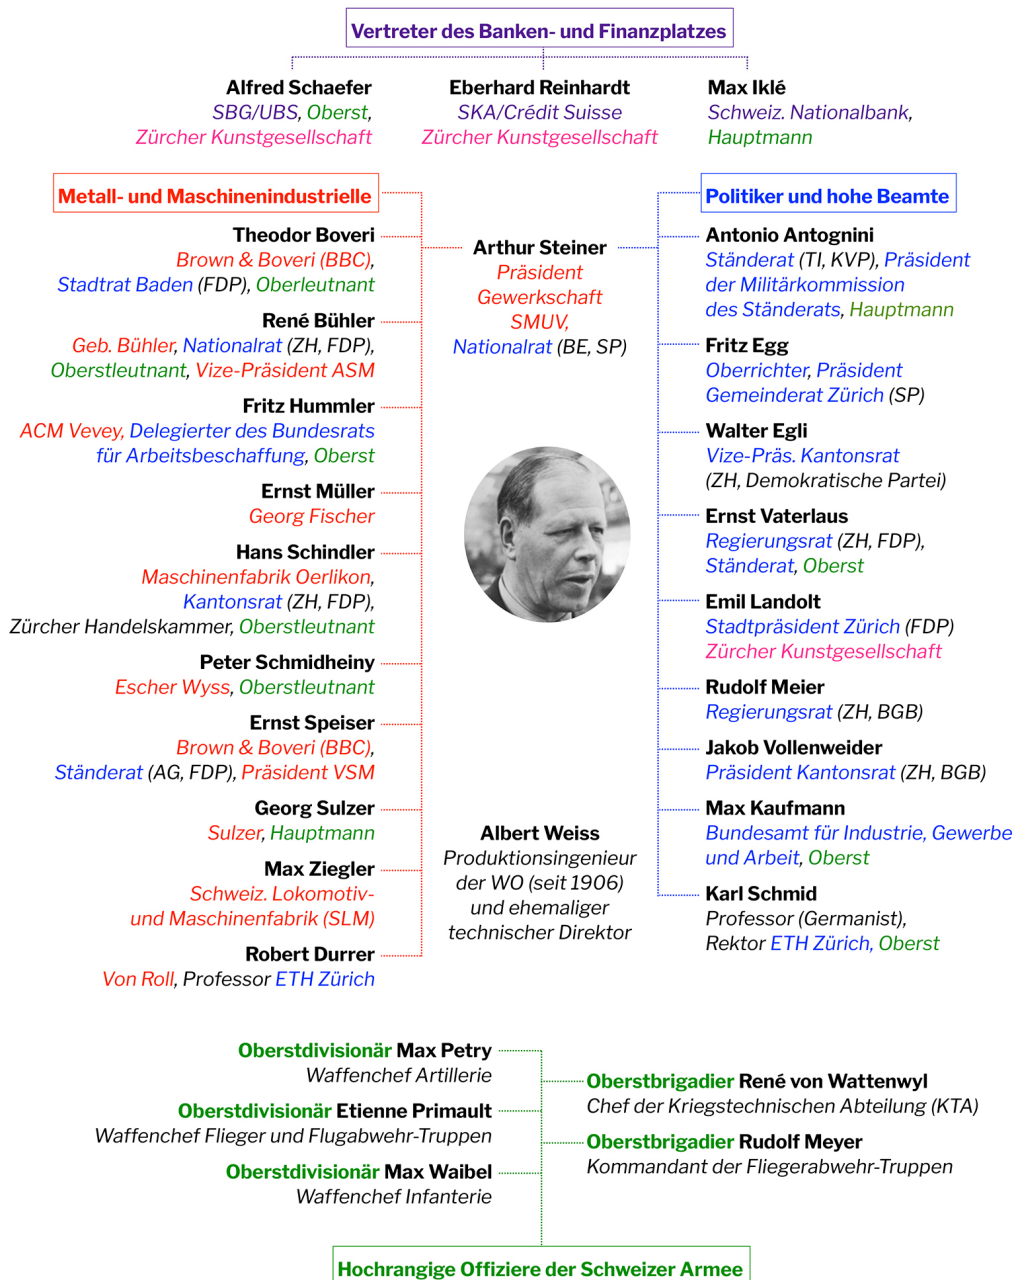 Vertreter des Banken- und Finanzplatzes
Alfred Schaefer
SBG/UBS, Oberst,
Zürcher Kunstgesellschaft
Eberhard Reinhardt
SKA/Crédit Suisse
Zürcher Kunstgesellschaft
Max Iklé
Schweiz. Nationalbank,
Hauptmann
Metall- und Maschinenindustrielle
Theodor Boveri
Brown & Boveri (BBC),
Stadtrat Baden (FDP), Oberleutnant
René Bühler
Geb. Bühler, Nationalrat (ZH, FDP),
Oberstleutnant, Vize-Präsident ASM
Fritz Hummler
ACM Vevey, Delegierter des Bundesrats
für Arbeitsbeschaffung, Oberst
Ernst Müller
Georg Fischer
Hans Schindler
Maschinenfabrik Oerlikon,
Kantonsrat (ZH, FDP),
Zürcher Handelskammer, Oberstleutnant
Peter Schmidheiny
Escher Wyss, Oberstleutnant
Ernst Speiser
Brown & Boveri (BBC),
Ständerat (AG, FDP), Präsident VSM
Georg Sulzer
Sulzer, Hauptmann
Max Ziegler
Schweiz. Lokomotiv-
und Maschinenfabrik (SLM)
Robert Durrer
Von Roll, Professor ETH Zürich
Arthur Steiner
Präsident
Gewerkschaft
SMUV,
Nationalrat (BE, SP)
Albert Weiss
Produktionsingenieur
der WO (seit 1906)
und ehemaliger
technischer Direktor
Politiker und hohe Beamte
Antonio Antognini
Ständerat (TI, KVP), Präsident
der Militärkommission
des Ständerats, Hauptmann
Fritz Egg
Oberrichter, Präsident
Gemeinderat Zürich (SP)
Walter Egli
Vize-Präs. Kantonsrat
(ZH, Demokratische Partei)
Ernst Vaterlaus
Regierungsrat (ZH, FDP),
Ständerat, Oberst
Emil Landolt
Stadtpräsident Zürich (FDP)
Zürcher Kunstgesellschaft
Rudolf Meier
Regierungsrat (ZH, BGB)
Jakob Vollenweider
Präsident Kantonsrat (ZH, BGB)
Max Kaufmann
Bundesamt für Industrie, Gewerbe
und Arbeit, Oberst
Karl Schmid
Professor (Germanist),
Rektor ETH Zürich, Oberst
Oberstdivisionär Max Petry
Waffenchef Artillerie
Oberstdivisionär Etienne Primault
Waffenchef Flieger und Flugabwehr-Truppen
Oberstdivisionär Max Waibel
Waffenchef Infanterie
Oberstbrigadier René von Wattenwyl
Chef der Kriegstechnischen Abteilung (KTA)
Oberstbrigadier Rudolf Meyer
Kommandant der Fliegerabwehr-Truppen
Hochrangige Offiziere der Schweizer Armee